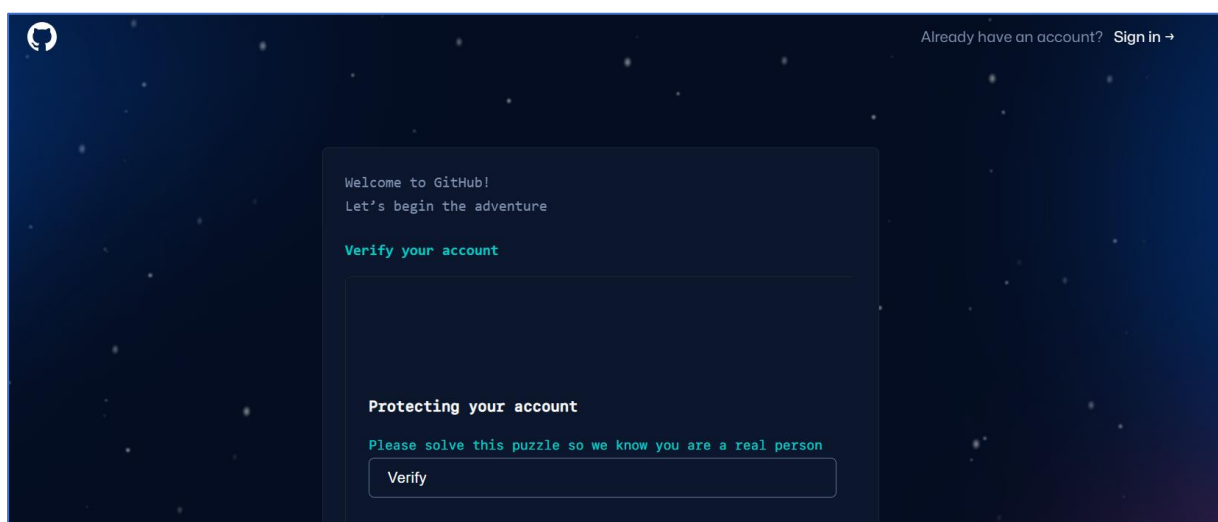 Already have an account? Sign in →
Welcome to GitHub!
Let's begin the adventure
Verify your account
Protecting your account
Please solve this puzzle so we know you are a real person
Verify